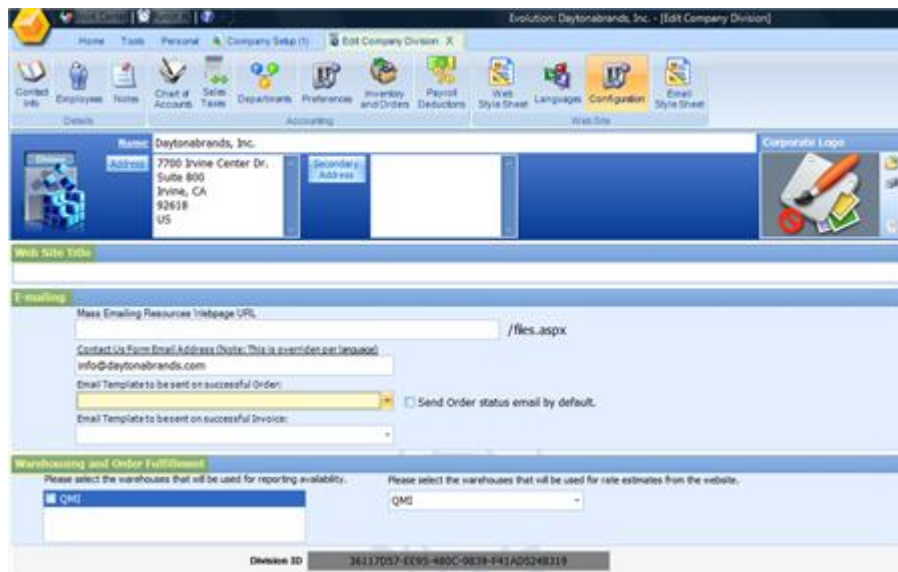 Evolution: Daytonabrands, Inc. - [Edit Company Division]
Home Tools Personal Company Setup (1) Edit Company Division X
Contact Info Employees Notes Chart of Accounts Sales Taxes Departments Preferences Inventory and Orders Payroll Deductions Web Style Sheet Languages Configuration Email Style Sheet
Details Accounting Web Site
Name Daytonabrands, Inc. Corporate Logo
Division Address 7700 Irvine Center Dr. Secondary Address
Suite 800
Irvine, CA
92618
US
Web Site Title
E-mailing
Mass Emailing Resources Webpage URL
/files.aspx
Contact Us Form Email Address (Note: This is overriden per language)
info@daytonabrands.com
Email Template to be sent on successful Order:
Send Order status email by default.
Email Template to be sent on successful Invoice:
Warehousing and Order Fulfillment
Please select the warehouses that will be used for reporting availability. Please select the warehouses that will be used for rate estimates from the website.
QMI QMI
Division ID